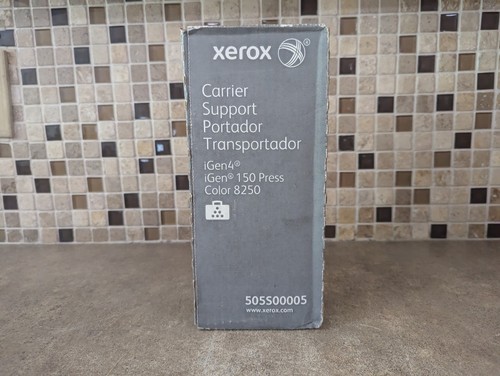 xerox ®
Carrier
Support
Portador
Transportador
iGen4®
iGen® 150 Press
Color 8250
505S00005
www.xerox.com